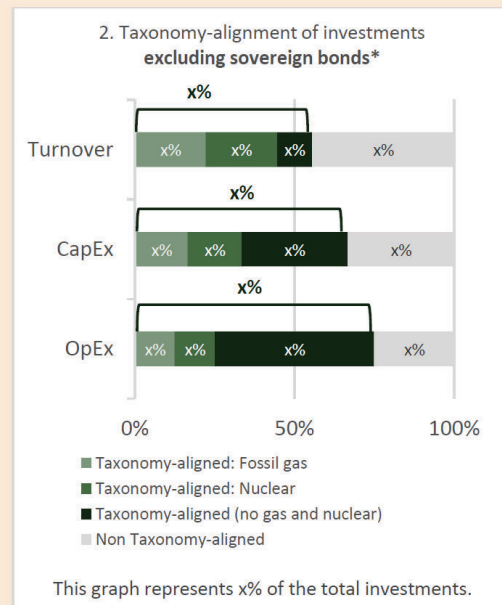 2. Taxonomy-alignment of investments
excluding sovereign bonds*
x%
Turnover x% x% x% x%
x%
CapEx x% x% x% x%
x%
OpEx x% x% x% x%
0% 50% 100%
Taxonomy-aligned: Fossil gas
Taxonomy-aligned: Nuclear
Taxonomy-aligned (no gas and nuclear)
Non Taxonomy-aligned
This graph represents x% of the total investments.